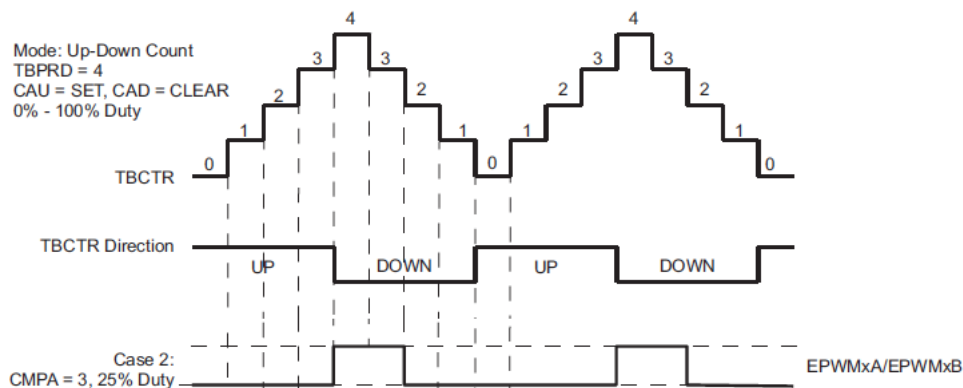 4
4
Mode: Up-Down Count
TBPRD = 4
CAU = SET, CAD = CLEAR
0% - 100% Duty
3 3 3 3
2 2 2 2
1 1 1 1
0 0 0
TBCTR
TBCTR Direction
UP DOWN UP DOWN
Case 2:
CMPA = 3, 25% Duty
EPWMxA/EPWMxB